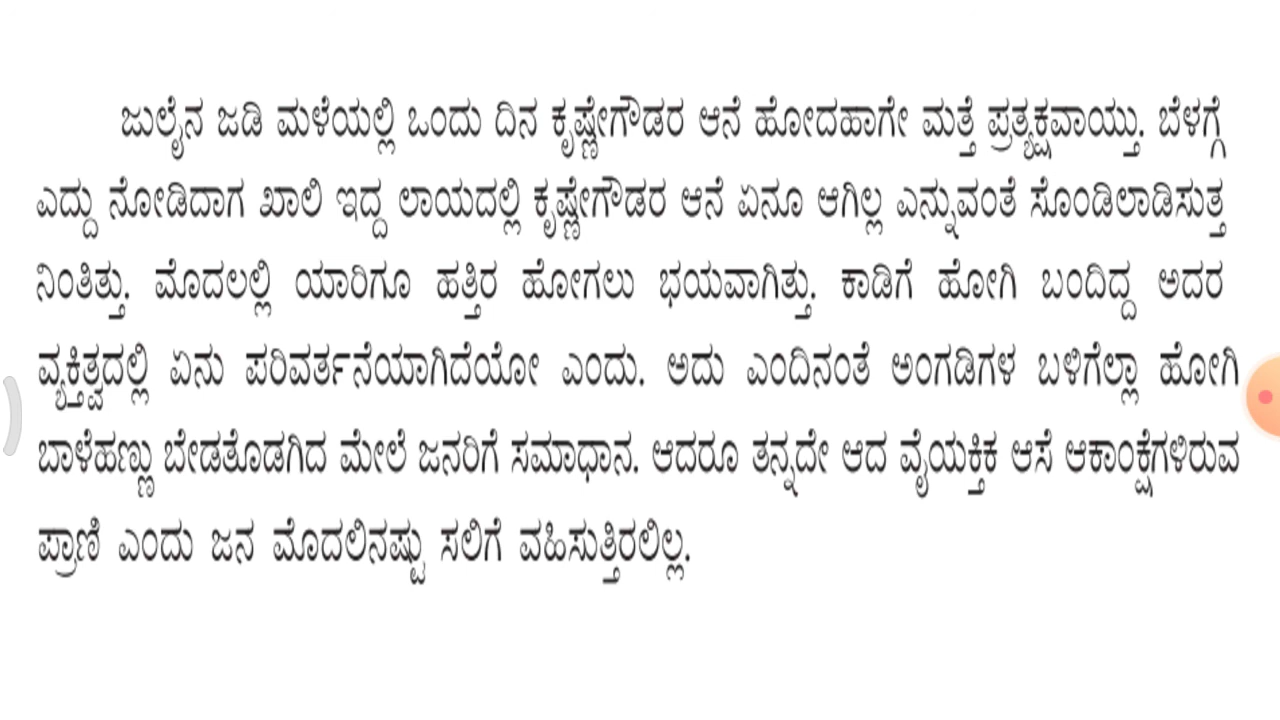 ಜುಲೈನ ಜಡಿ ಮಳೆಯಲ್ಲಿ ಒಂದು ದಿನ ಕೃಷ್ಣೇಗೌಡರ ಆನೆ ಹೋದಹಾಗೇ ಮತ್ತೆ ಪ್ರತ್ಯಕ್ಷವಾಯ್ತು. ಬೆಳಗ್ಗೆ
ಎದ್ದು ನೋಡಿದಾಗ ಖಾಲಿ ಇದ್ದ ಲಾಯದಲ್ಲಿ ಕೃಷ್ಣೇಗೌಡರ ಆನೆ ಏನೂ ಆಗಿಲ್ಲ ಎನ್ನುವಂತೆ ಸೊಂಡಿಲಾಡಿಸುತ್ತ
ನಿಂತಿತ್ತು. ಮೊದಲಲ್ಲಿ ಯಾರಿಗೂ ಹತ್ತಿರ ಹೋಗಲು ಭಯವಾಗಿತ್ತು. ಕಾಡಿಗೆ ಹೋಗಿ ಬಂದಿದ್ದ ಅದರ
ವ್ಯಕ್ತಿತ್ವದಲ್ಲಿ ಏನು ಪರಿವರ್ತನೆಯಾಗಿದೆಯೋ ಎಂದು. ಅದು ಎಂದಿನಂತೆ ಅಂಗಡಿಗಳ ಬಳಿಗೆಲ್ಲಾ ಹೋಗಿ
ಬಾಳೆಹಣ್ಣು ಬೇಡತೊಡಗಿದ ಮೇಲೆ ಜನರಿಗೆ ಸಮಾಧಾನ. ಆದರೂ ತನ್ನದೇ ಆದ ವೈಯಕ್ತಿಕ ಆಸೆ ಆಕಾಂಕ್ಷೆಗಳಿರುವ
ಪ್ರಾಣಿ ಎಂದು ಜನ ಮೊದಲಿನಷ್ಟು ಸಲಿಗೆ ವಹಿಸುತ್ತಿರಲಿಲ್ಲ.